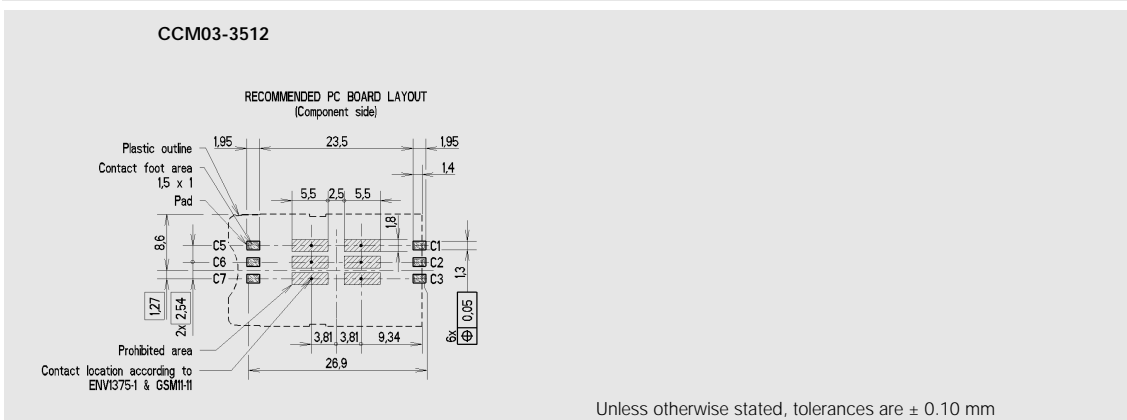 CCM03-3512
RECOMMENDED PC BOARD LAYOUT
(Component side)
Plastic outline
1,95
23,5
1,95
Contact foot area
1,5 x 1
1,4
Pad
5,5
2,5
5,5
1,8
8,6
C5
C1
C6
C2
C7
C3
1,3
1,27
2x 2,54
6x ⌖ 0,05
Prohibited area
3,81
3,81
9,34
Contact location according to
ENV1375-1 & GSM11-11
26,9
Unless otherwise stated, tolerances are ± 0.10 mm